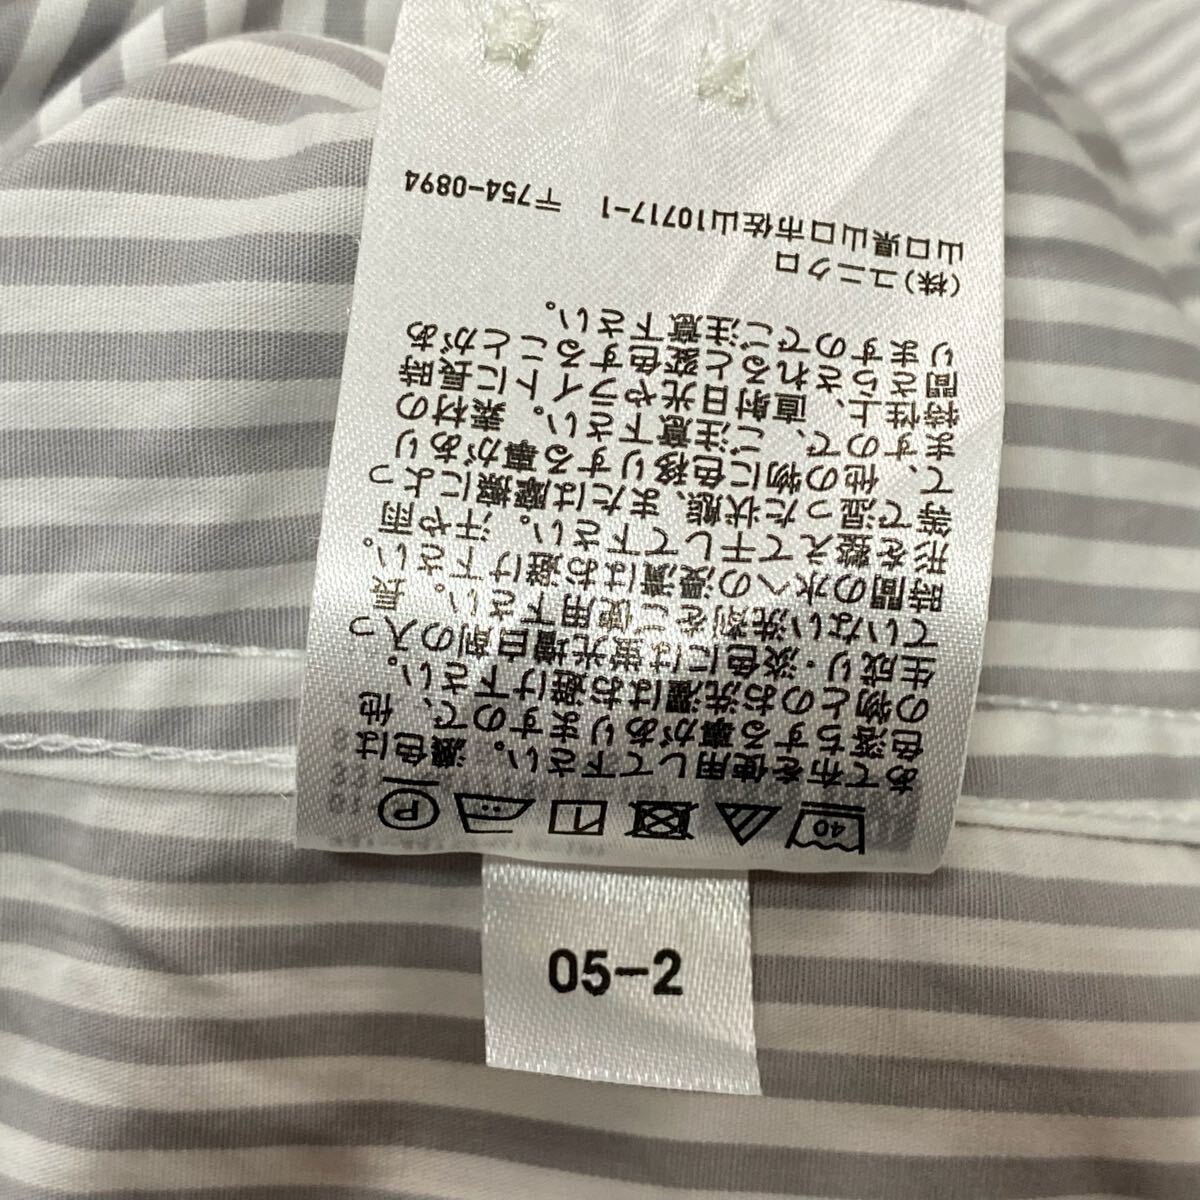 40
P
あて布を使用して下さい。濃色は
色落ちする事がありますので、他
の物とのお洗濯はお避け下さい。
生成り・淡色には蛍光増白剤の入っ
ていない洗剤をご使用下さい。長
時間の水への浸漬はお避け下さい。
形を整えて干して下さい。汗や雨
等で湿った状態、または摩擦によっ
て、他の物に色移りする事があり
ますので、ご注意下さい。素材の
特性上、直射日光やライトに長時
間さらされると変色することがあ
りますのでご注意下さい。
(株)ユニクロ
山口県山口市佐山10717-1 〒754-0894
05-2